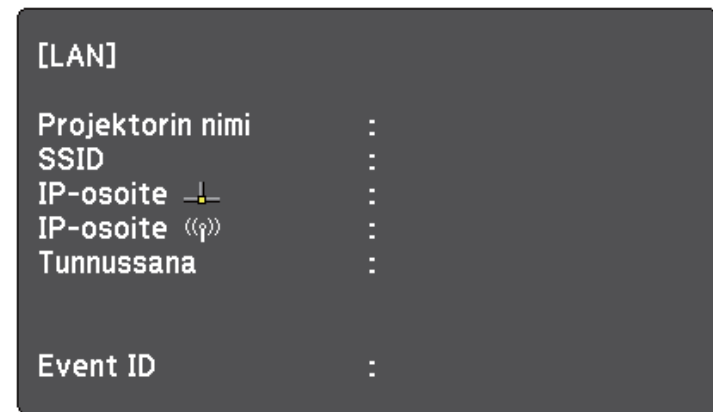 [LAN]
Projektorin nimi :
SSID :
IP-osoite :
IP-osoite :
Tunnussana :
Event ID :